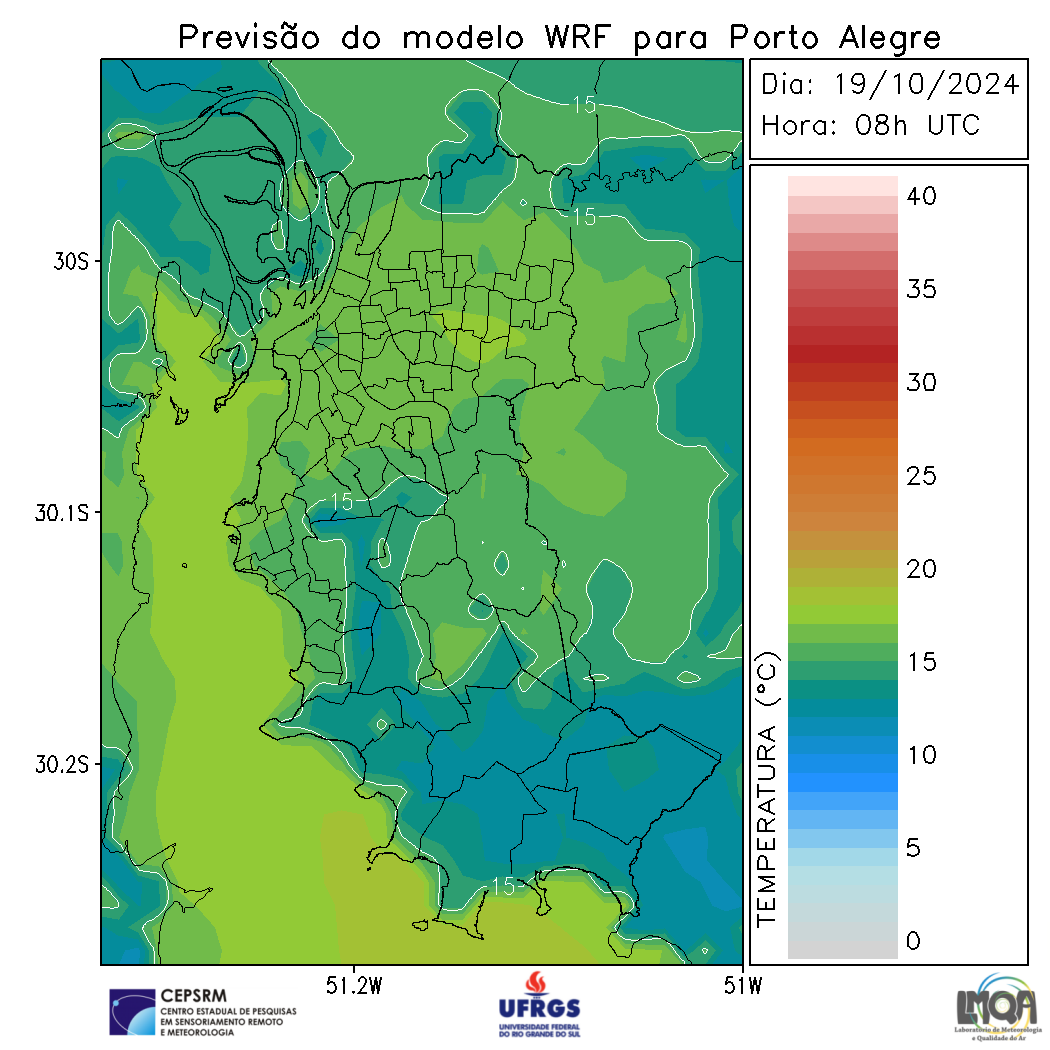 Previsão do modelo WRF para Porto Alegre
Dia: 19/10/2024
Hora: 08h UTC
15
15
15
15
30S
30.1S
30.2S
51.2W
51W
TEMPERATURA (°C)
40
35
30
25
20
15
10
5
0
CEPSRM
CENTRO ESTADUAL DE PESQUISAS
EM SENSORIAMENTO REMOTO
E METEOROLOGIA
UFRGS
UNIVERSIDADE FEDERAL
DO RIO GRANDE DO SUL
LMQA
Laboratório de Meteorologia
e Qualidade do Ar